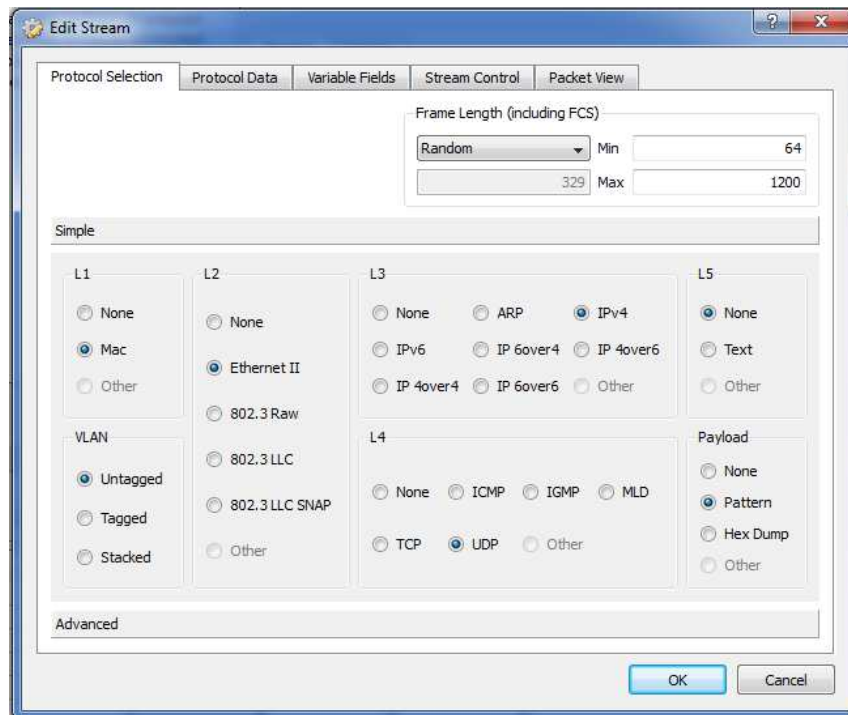 Edit Stream
Protocol Selection Protocol Data Variable Fields Stream Control Packet View
Frame Length (including FCS)
Random Min 64
329 Max 1200
Simple
L1
None
Mac
Other
VLAN
Untagged
Tagged
Stacked
L2
None
Ethernet II
802.3 Raw
802.3 LLC
802.3 LLC SNAP
Other
L3
None ARP IPv4
IPv6 IP 6over4 IP 4over6
IP 4over4 IP 6over6 Other
L4
None ICMP IGMP MLD
TCP UDP Other
L5
None
Text
Other
Payload
None
Pattern
Hex Dump
Other
Advanced
OK Cancel